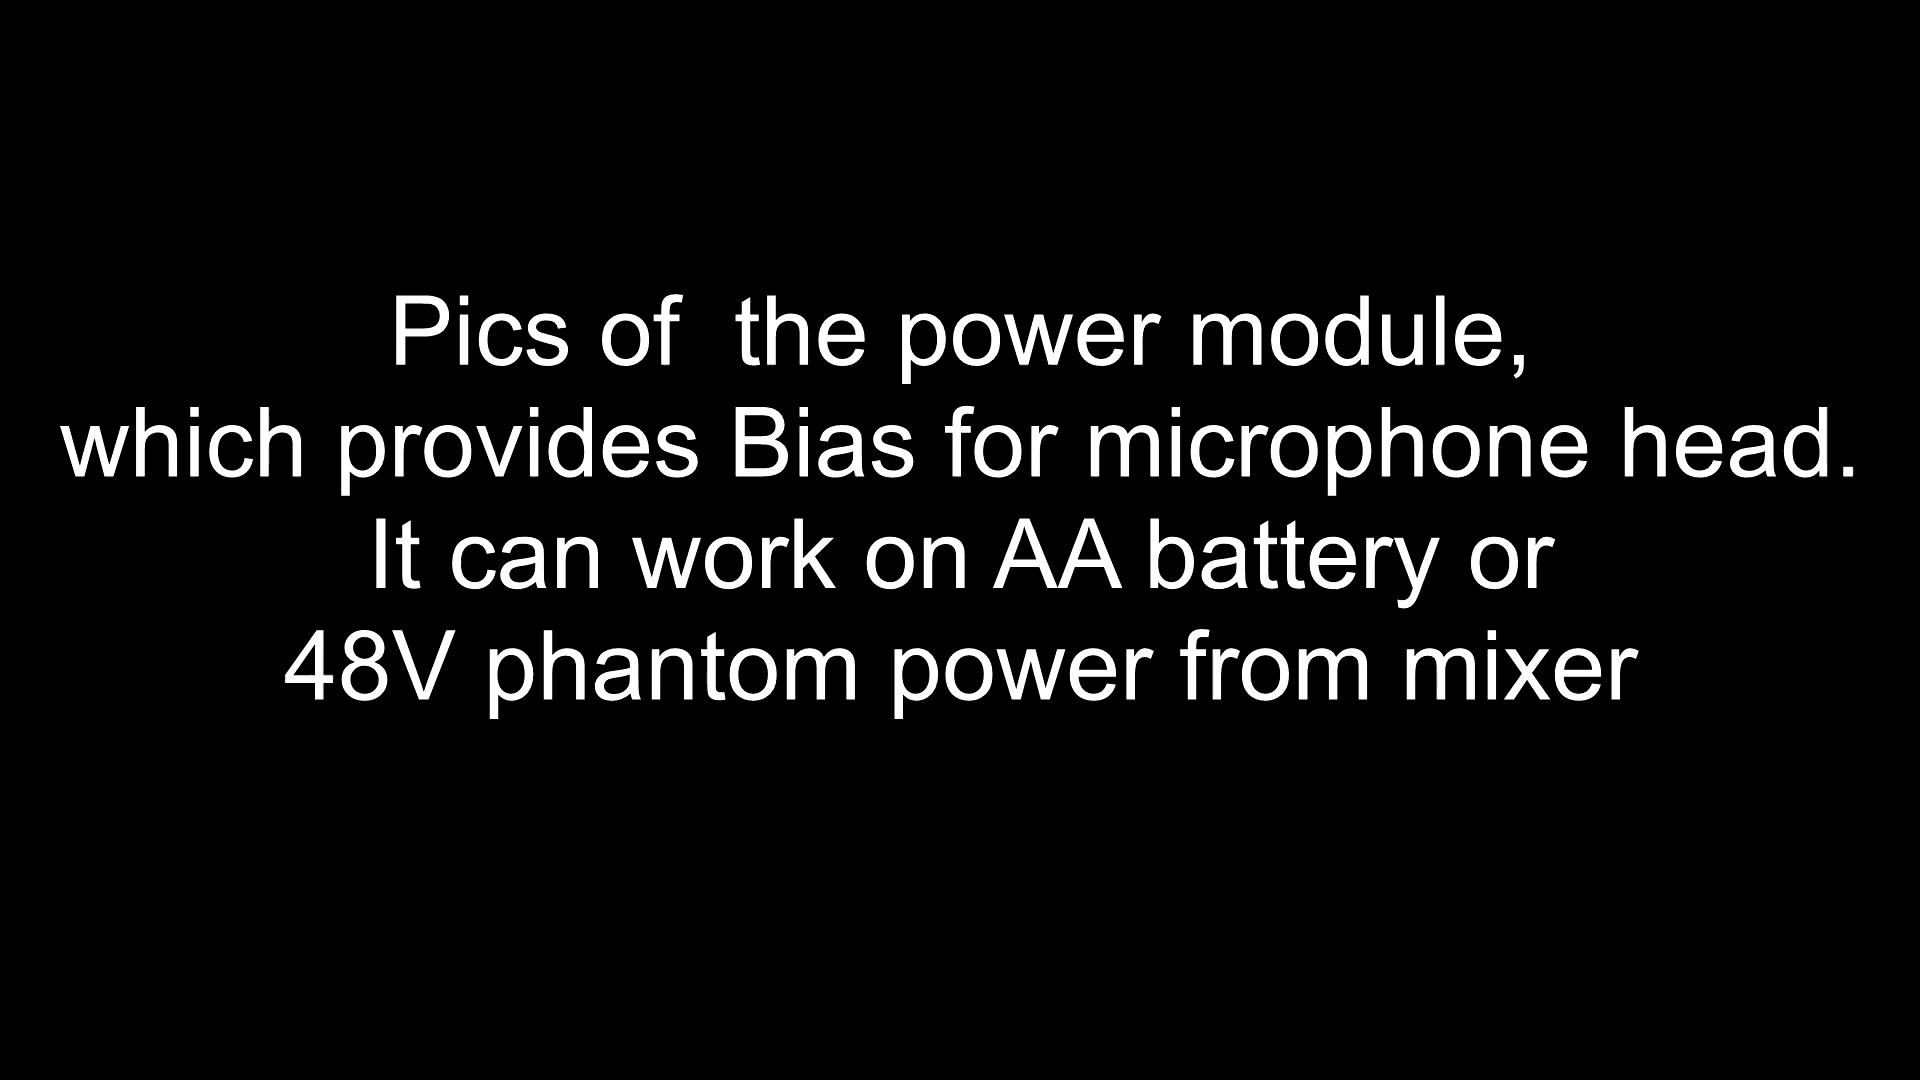 Pics of  the power module,
which provides Bias for microphone head.
It can work on AA battery or
48V phantom power from mixer